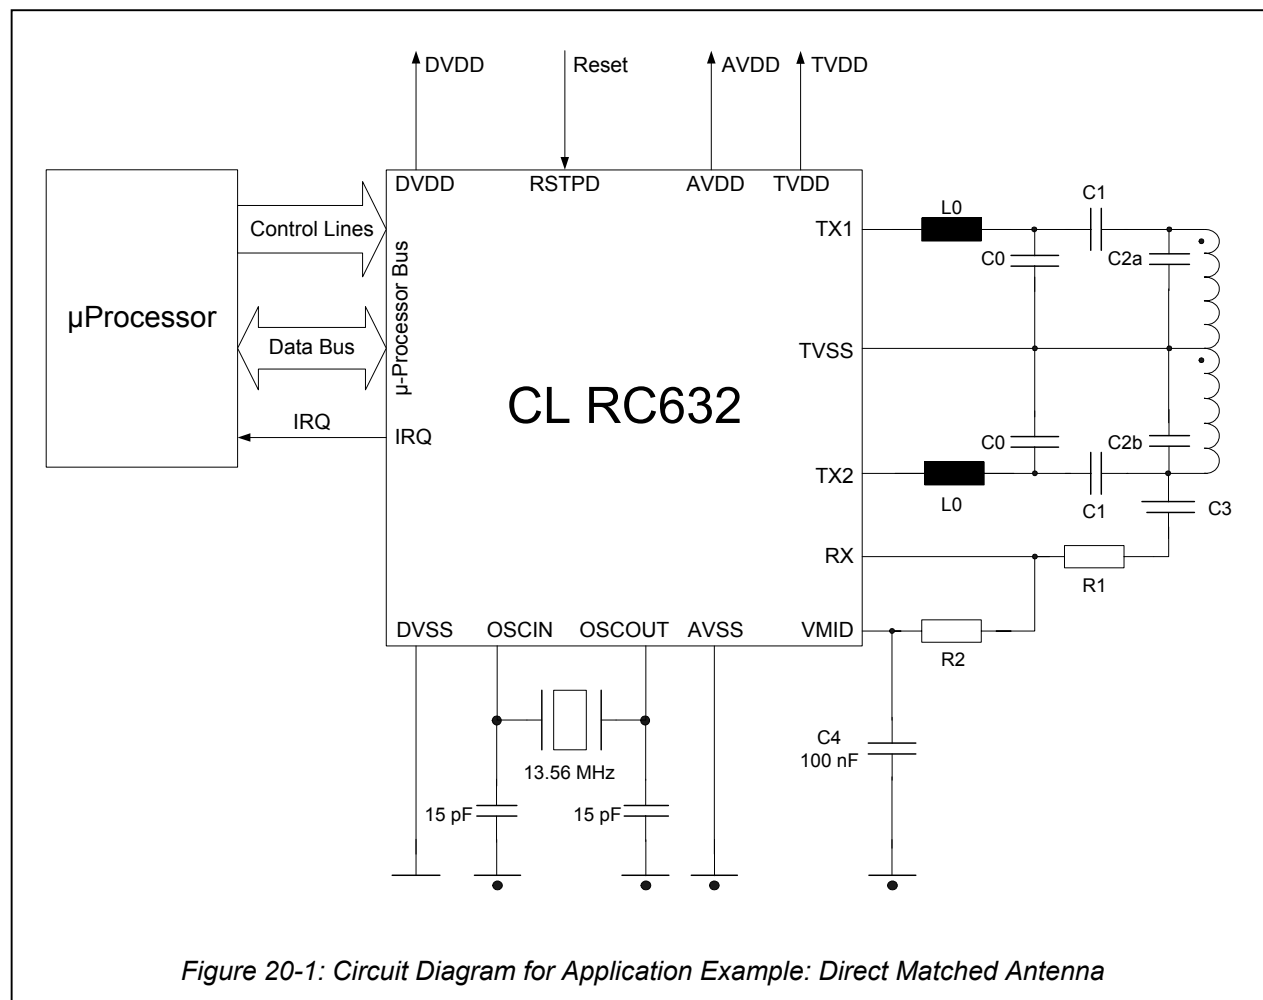 DVDD
Reset
AVDD
TVDD
DVDD
RSTPD
AVDD
TVDD
µProcessor
Control Lines
Data Bus
IRQ
µ-Processor Bus
IRQ
CL RC632
TX1
TVSS
TX2
RX
VMID
L0
C1
C0
C2a
C0
C2b
L0
C1
C3
R1
R2
DVSS
OSCIN
OSCOUT
AVSS
13.56 MHz
15 pF
15 pF
C4
100 nF
Figure 20-1: Circuit Diagram for Application Example: Direct Matched Antenna